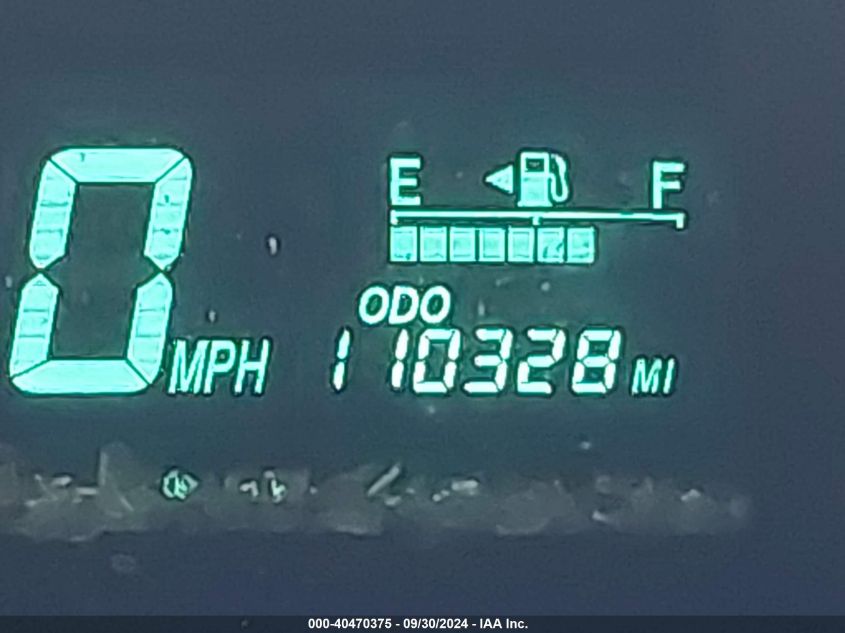 E F
ODO
0 MPH 110328 MI
000-40470375 - 09/30/2024 - IAA Inc.